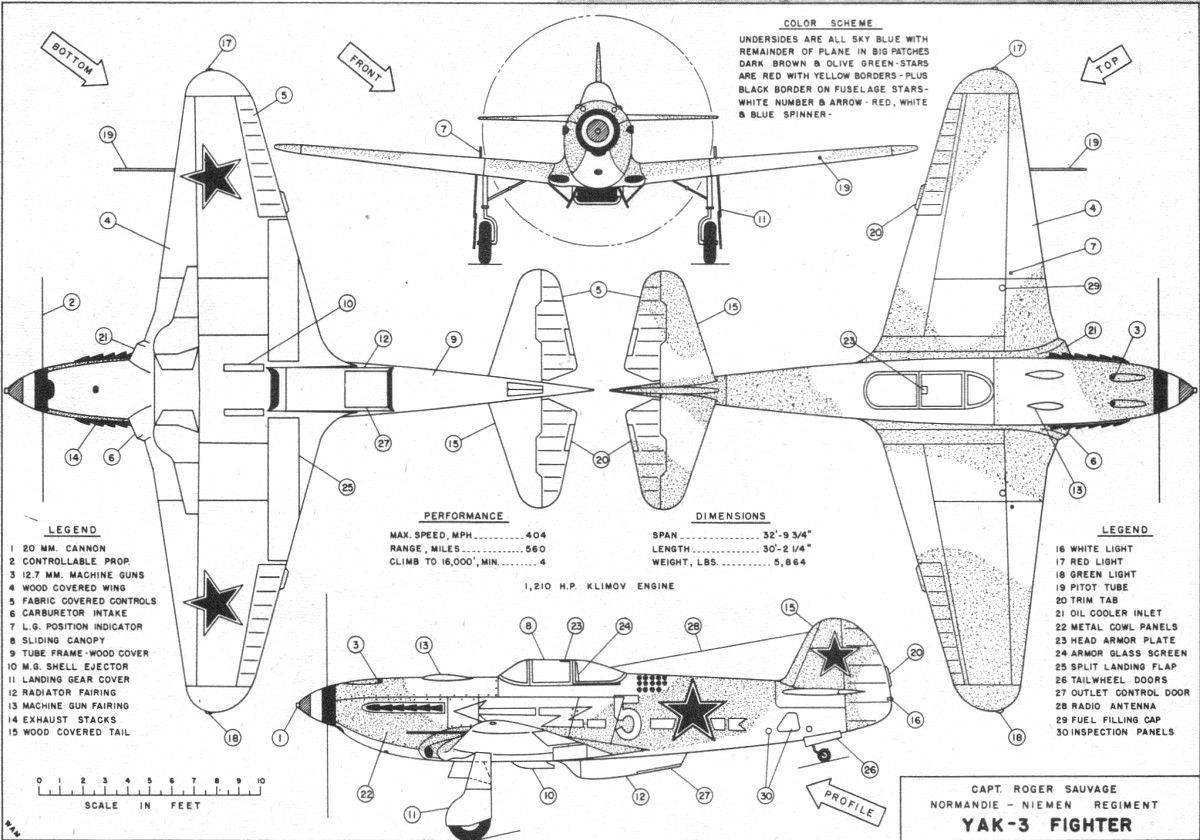 COLOR SCHEME
UNDERSIDES ARE ALL SKY BLUE WITH
REMAINDER OF PLANE IN BIG PATCHES
DARK BROWN & OLIVE GREEN-STARS
ARE RED WITH YELLOW BORDERS-PLUS
BLACK BORDER ON FUSELAGE STARS-
WHITE NUMBER & ARROW-RED, WHITE
& BLUE SPINNER-
BOTTOM
FRONT
TOP
17
5
19
4
2
21
10
12
9
14
6
27
15
25
18
7
19
11
5
15
20
17
19
20
4
7
29
23
21
3
6
13
18
PERFORMANCE
MAX. SPEED, MPH 404
RANGE, MILES 560
CLIMB TO 16,000', MIN. 4
DIMENSIONS
SPAN 32'-9 3/4"
LENGTH 30'-2 1/4"
WEIGHT, LBS. 5,864
1,210 H.P. KLIMOV ENGINE
LEGEND
1 20 MM. CANNON
2 CONTROLLABLE PROP.
3 12.7 MM. MACHINE GUNS
4 WOOD COVERED WING
5 FABRIC COVERED CONTROLS
6 CARBURETOR INTAKE
7 L.G. POSITION INDICATOR
8 SLIDING CANOPY
9 TUBE FRAME-WOOD COVER
10 M.G. SHELL EJECTOR
11 LANDING GEAR COVER
12 RADIATOR FAIRING
13 MACHINE GUN FAIRING
14 EXHAUST STACKS
15 WOOD COVERED TAIL
LEGEND
16 WHITE LIGHT
17 RED LIGHT
18 GREEN LIGHT
19 PITOT TUBE
20 TRIM TAB
21 OIL COOLER INLET
22 METAL COWL PANELS
23 HEAD ARMOR PLATE
24 ARMOR GLASS SCREEN
25 SPLIT LANDING FLAP
26 TAILWHEEL DOORS
27 OUTLET CONTROL DOOR
28 RADIO ANTENNA
29 FUEL FILLING CAP
30 INSPECTION PANELS
3
13
8
23
24
28
15
20
16
1
22
11
10
12
27
30
26
5
PROFILE
0 1 2 3 4 5 6 7 8 9 10
SCALE IN FEET
WAM
CAPT. ROGER SAUVAGE
NORMANDIE - NIEMEN REGIMENT
YAK-3 FIGHTER